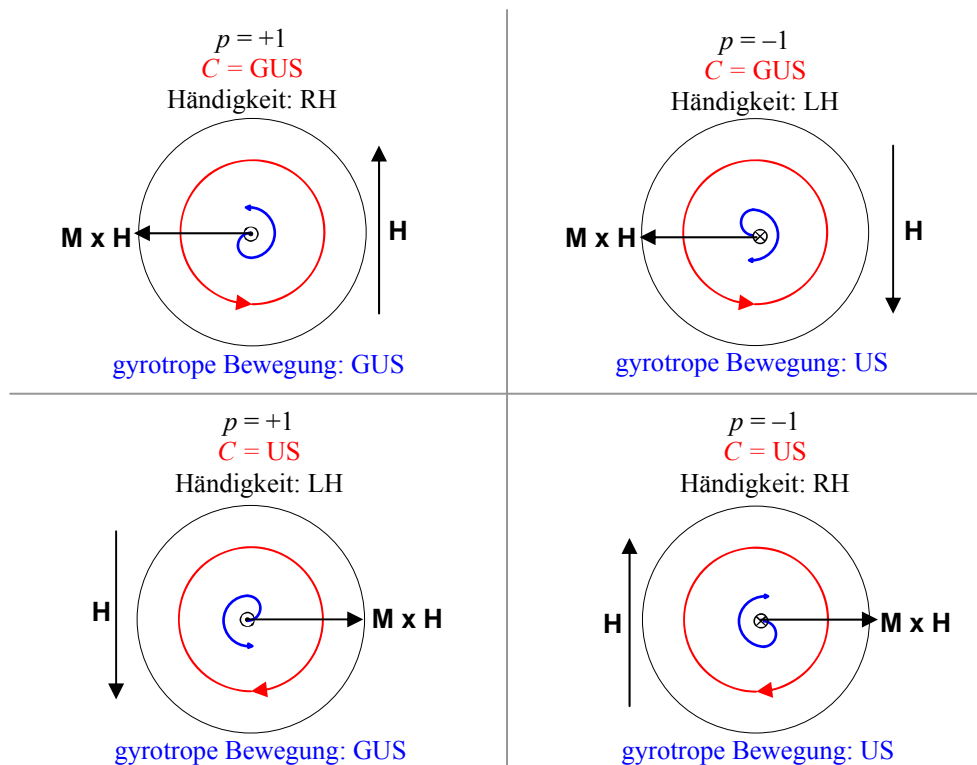 p = +1
C = GUS
Händigkeit: RH
M x H
H
gyrotrope Bewegung: GUS
p = –1
C = GUS
Händigkeit: LH
M x H
H
gyrotrope Bewegung: US
p = +1
C = US
Händigkeit: LH
H
M x H
gyrotrope Bewegung: GUS
p = –1
C = US
Händigkeit: RH
H
M x H
gyrotrope Bewegung: US